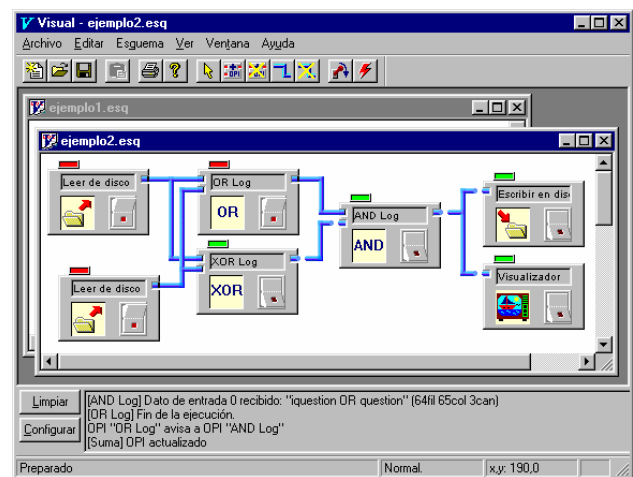 Visual - ejemplo2.esq
Archivo Editar Esquema Ver Ventana Ayuda
OPI
ejemplo1.esq
ejemplo2.esq
Leer de disco
OR Log
OR
AND Log
AND
Escribir en dis
XOR Log
XOR
Leer de disco
Visualizador
Limpiar
Configurar
[AND Log] Dato de entrada 0 recibido: "iquestion OR question" (64fil 65col 3can)
[OR Log] Fin de la ejecución.
OPI "OR Log" avisa a OPI "AND Log"
[Suma] OPI actualizado
Preparado Normal. x,y: 190,0